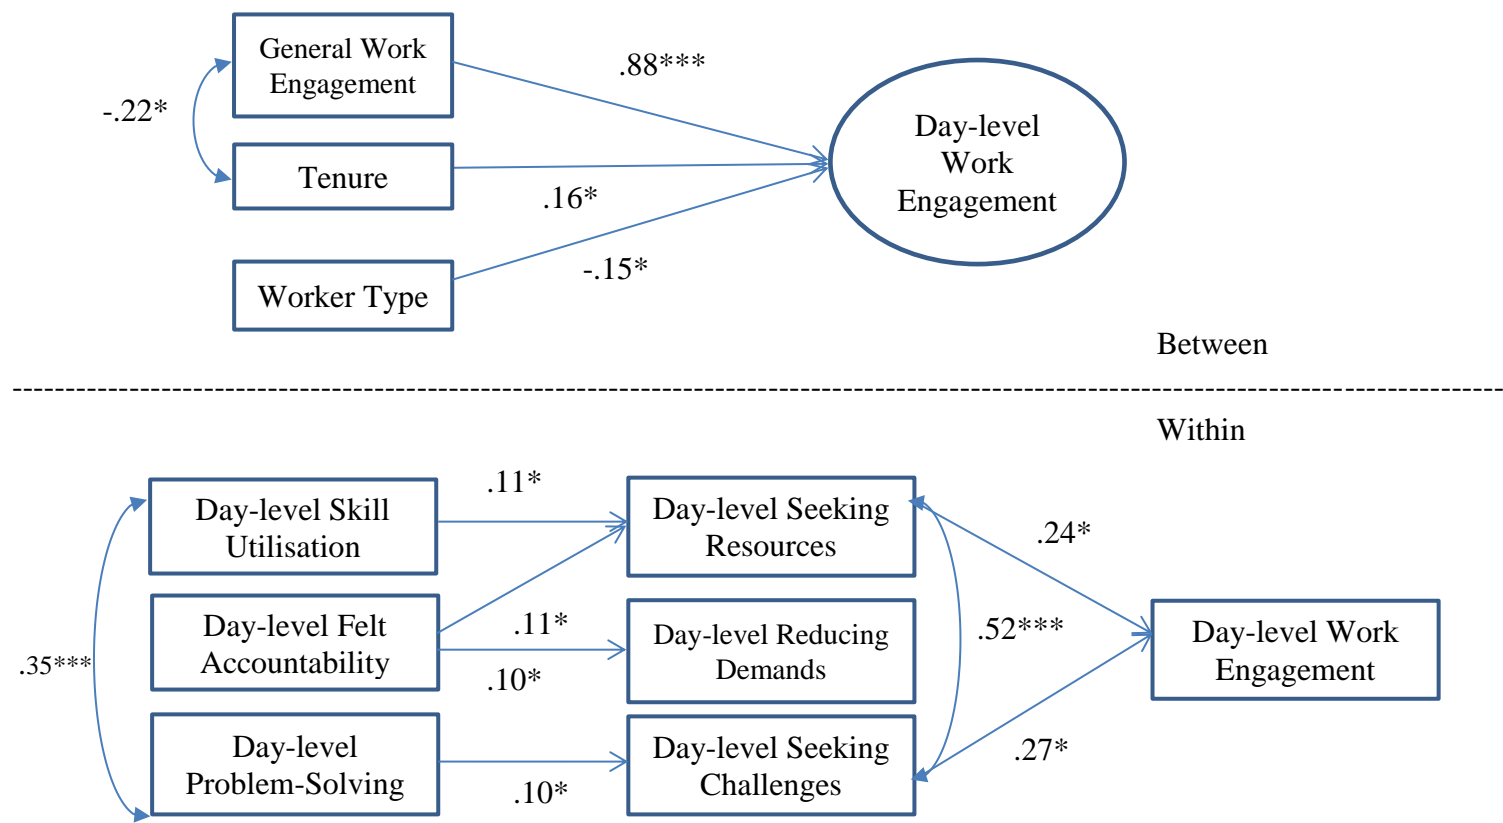 General Work
Engagement
.88***
-.22*
Day-level
Work
Engagement
Tenure
.16*
-.15*
Worker Type
Between
Within
Day-level Skill
Utilisation
.11*
Day-level Seeking
Resources
.24*
Day-level Felt
Accountability
.11*
.10*
Day-level Reducing
Demands
.52***
Day-level Work
Engagement
.35***
Day-level
Problem-Solving
.10*
Day-level Seeking
Challenges
.27*